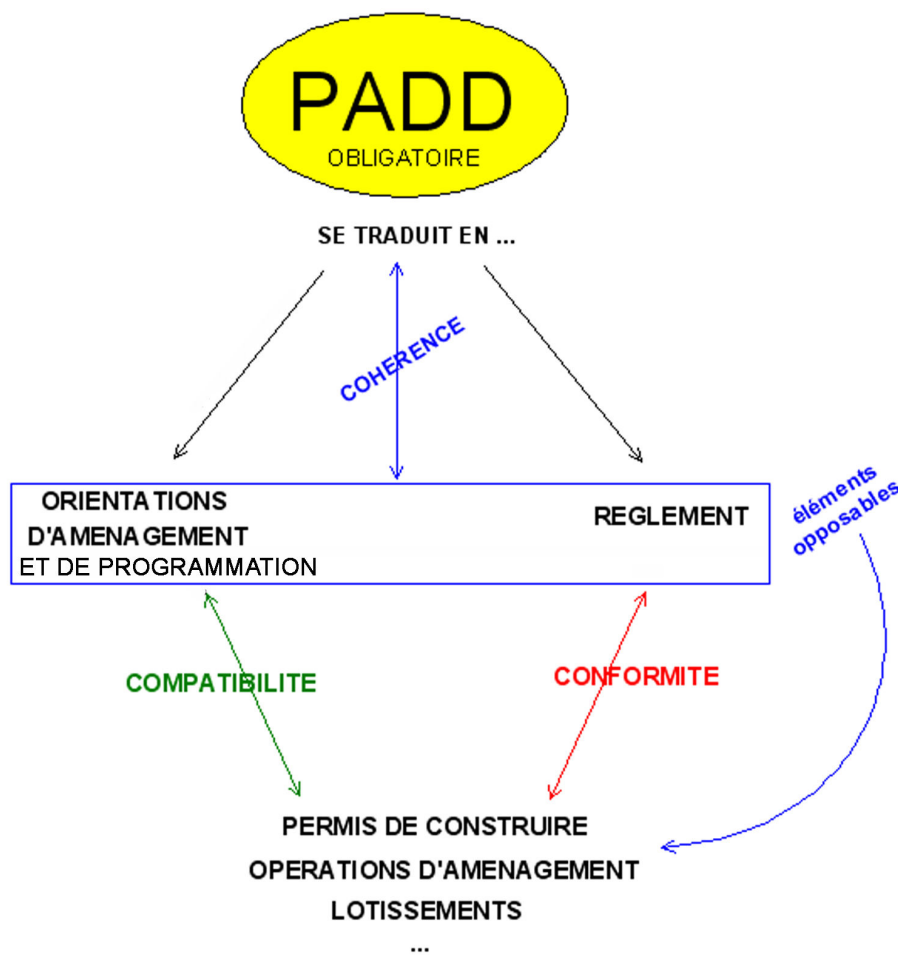 PADD
OBLIGATOIRE
SE TRADUIT EN ...
COHERENCE
ORIENTATIONS
D'AMENAGEMENT
ET DE PROGRAMMATION
REGLEMENT
éléments
opposables
COMPATIBILITE
CONFORMITE
PERMIS DE CONSTRUIRE
OPERATIONS D'AMENAGEMENT
LOTISSEMENTS
...